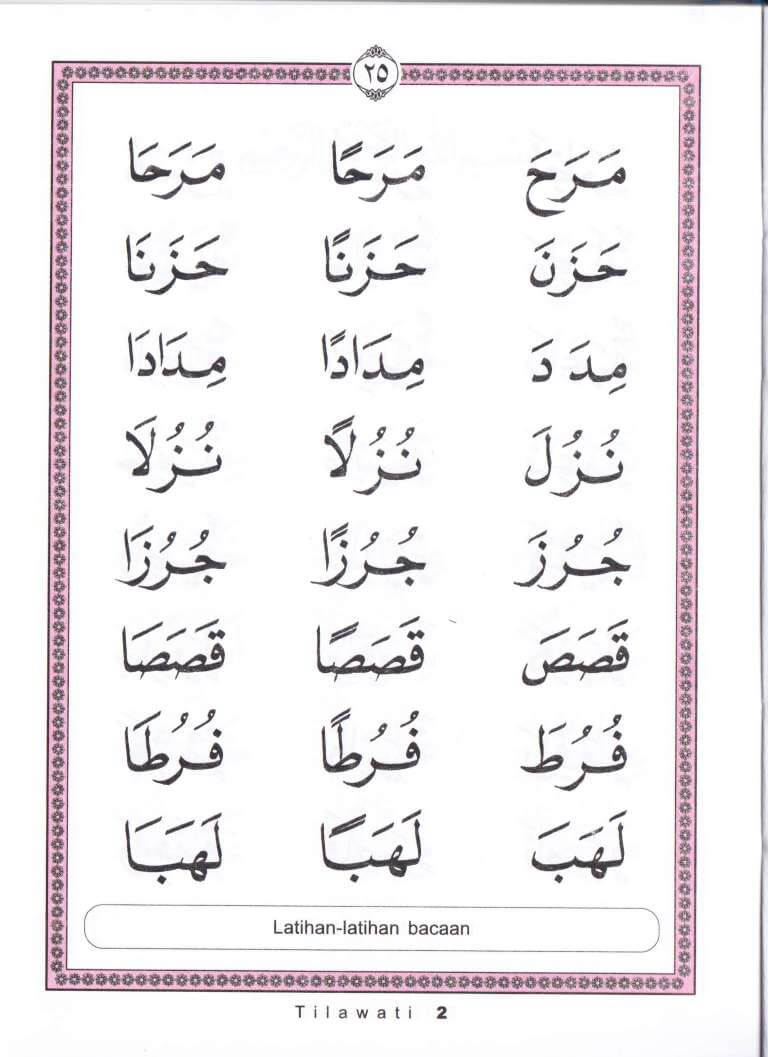 ٢٥
مَرَحَ مَرَحًا مَرَحَا
حَزَنَ حَزَنًا حَزَنَا
مِدَ دَ مِدَادًا مِدَادَا
نُزُلَ نُزُلًا نُزُلَا
جُرُزَ جُرُزًا جُرُزَا
قَصَصَ قَصَصًا قَصَصَا
فُرُطَ فُرُطًا فُرُطَا
لَهَبَ لَهَبًا لَهَبَا
Latihan-latihan bacaan
Tilawati 2